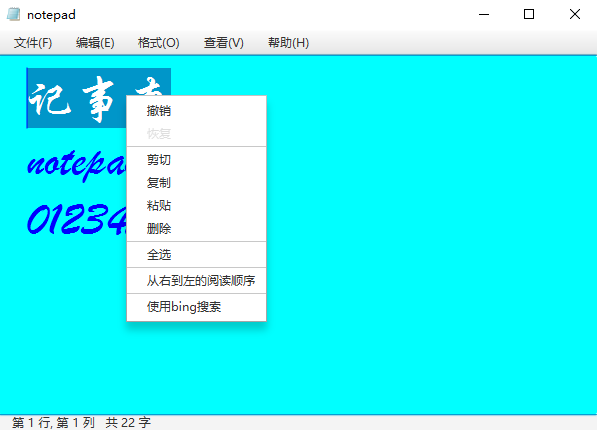 notepad
文件(F) 编辑(E) 格式(O) 查看(V) 帮助(H)
记事
notepa
01234
撤销
恢复
剪切
复制
粘贴
删除
全选
从右到左的阅读顺序
使用bing搜索
第 1 行, 第 1 列 共 22 字